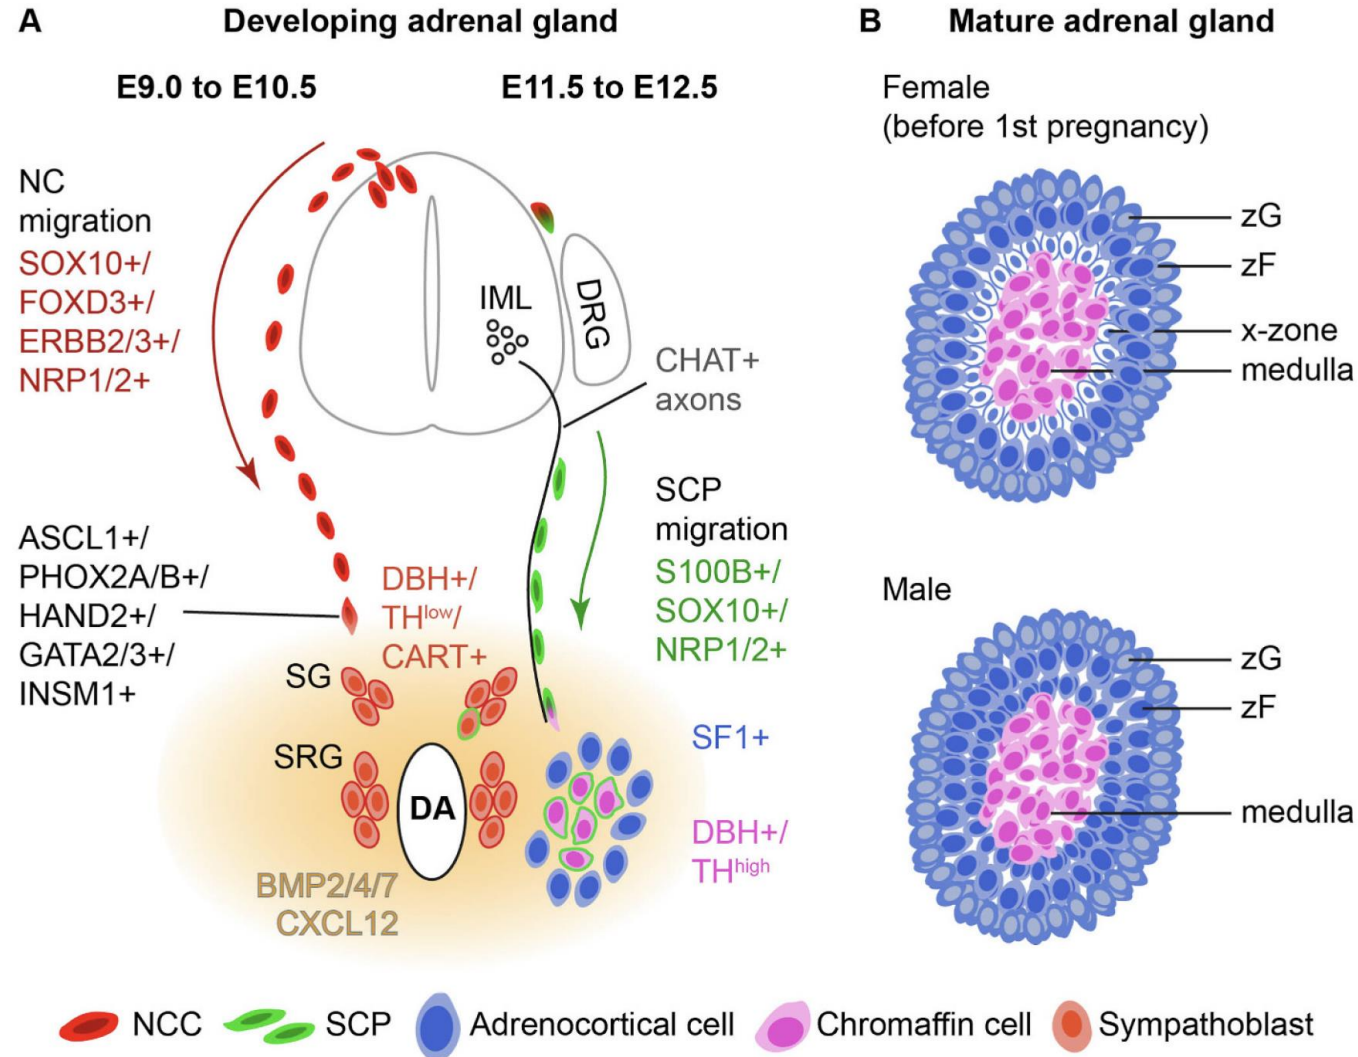 A
Developing adrenal gland
E9.0 to E10.5
E11.5 to E12.5
NC
migration
SOX10+/
FOXD3+/
ERBB2/3+/
NRP1/2+
IML
DRG
CHAT+
axons
SCP
migration
S100B+/
SOX10+/
NRP1/2+
ASCL1+/
PHOX2A/B+/
HAND2+/
GATA2/3+/
INSM1+
DBH+/
THlow/
CART+
SG
SRG
DA
SF1+
DBH+/
THhigh
BMP2/4/7
CXCL12
B
Mature adrenal gland
Female
(before 1st pregnancy)
zG
zF
x-zone
medulla
Male
zG
zF
medulla
NCC
SCP
Adrenocortical cell
Chromaffin cell
Sympathoblast